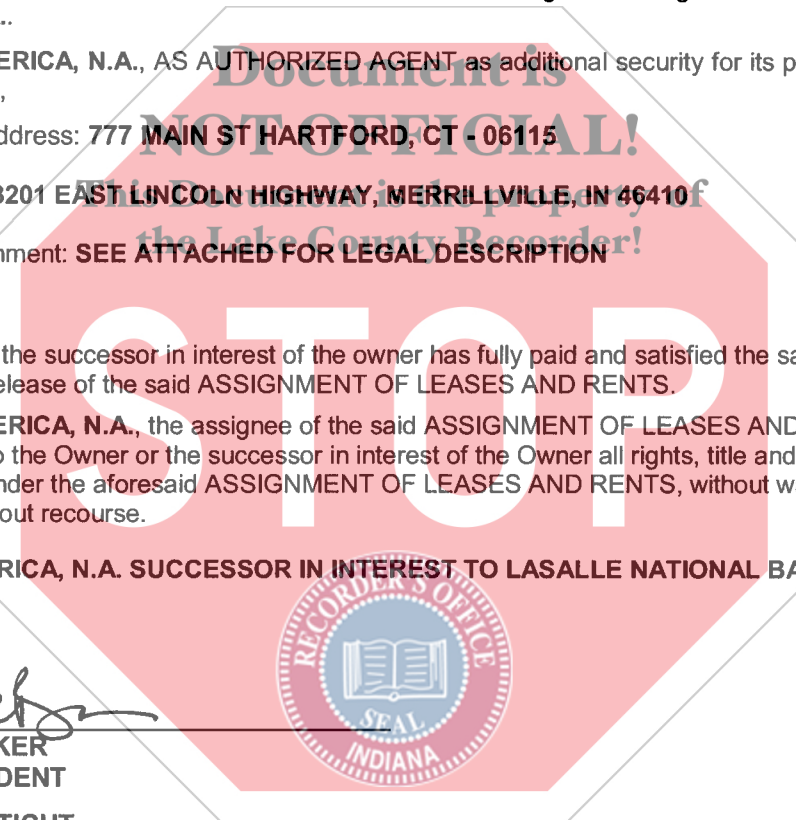 ERICA, N.A., AS AUTHORIZED AGENT as additional security for its p
Document is
ddress: 777 MAIN ST HARTFORD, CT - 06115
NOT OFFICIAL!
3201 EAST LINCOLN HIGHWAY, MERRILLVILLE, IN 46410
This Document is the property of
nment: SEE ATTACHED FOR LEGAL DESCRIPTION
the Lake County Recorder!
STOP
the successor in interest of the owner has fully paid and satisfied the sa
elease of the said ASSIGNMENT OF LEASES AND RENTS.
ERICA, N.A., the assignee of the said ASSIGNMENT OF LEASES AND
o the Owner or the successor in interest of the Owner all rights, title and
nder the aforesaid ASSIGNMENT OF LEASES AND RENTS, without w
out recourse.
RICA, N.A. SUCCESSOR IN INTEREST TO LASALLE NATIONAL BA
RECORDER'S OFFICE
SEAL
INDIANA
KER
DENT